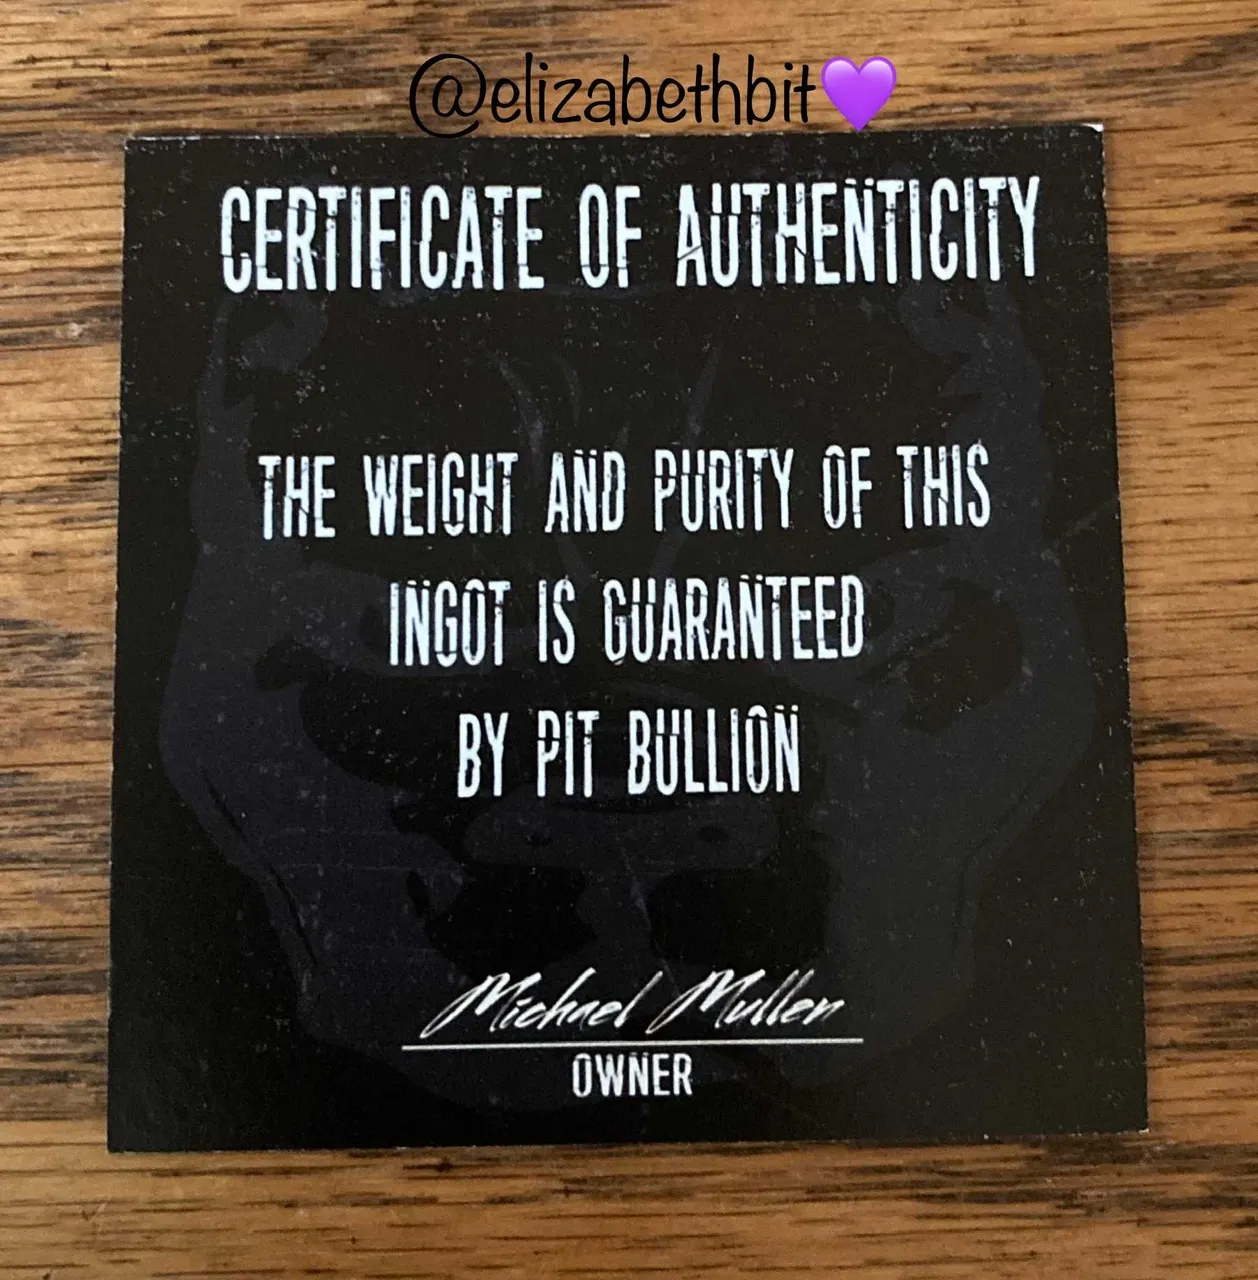 @elizabethbit💜
CERTIFICATE OF AUTHENTICITY
THE WEIGHT AND PURITY OF THIS
INGOT IS GUARANTEED
BY PIT BULLION
Michael Mullen
OWNER